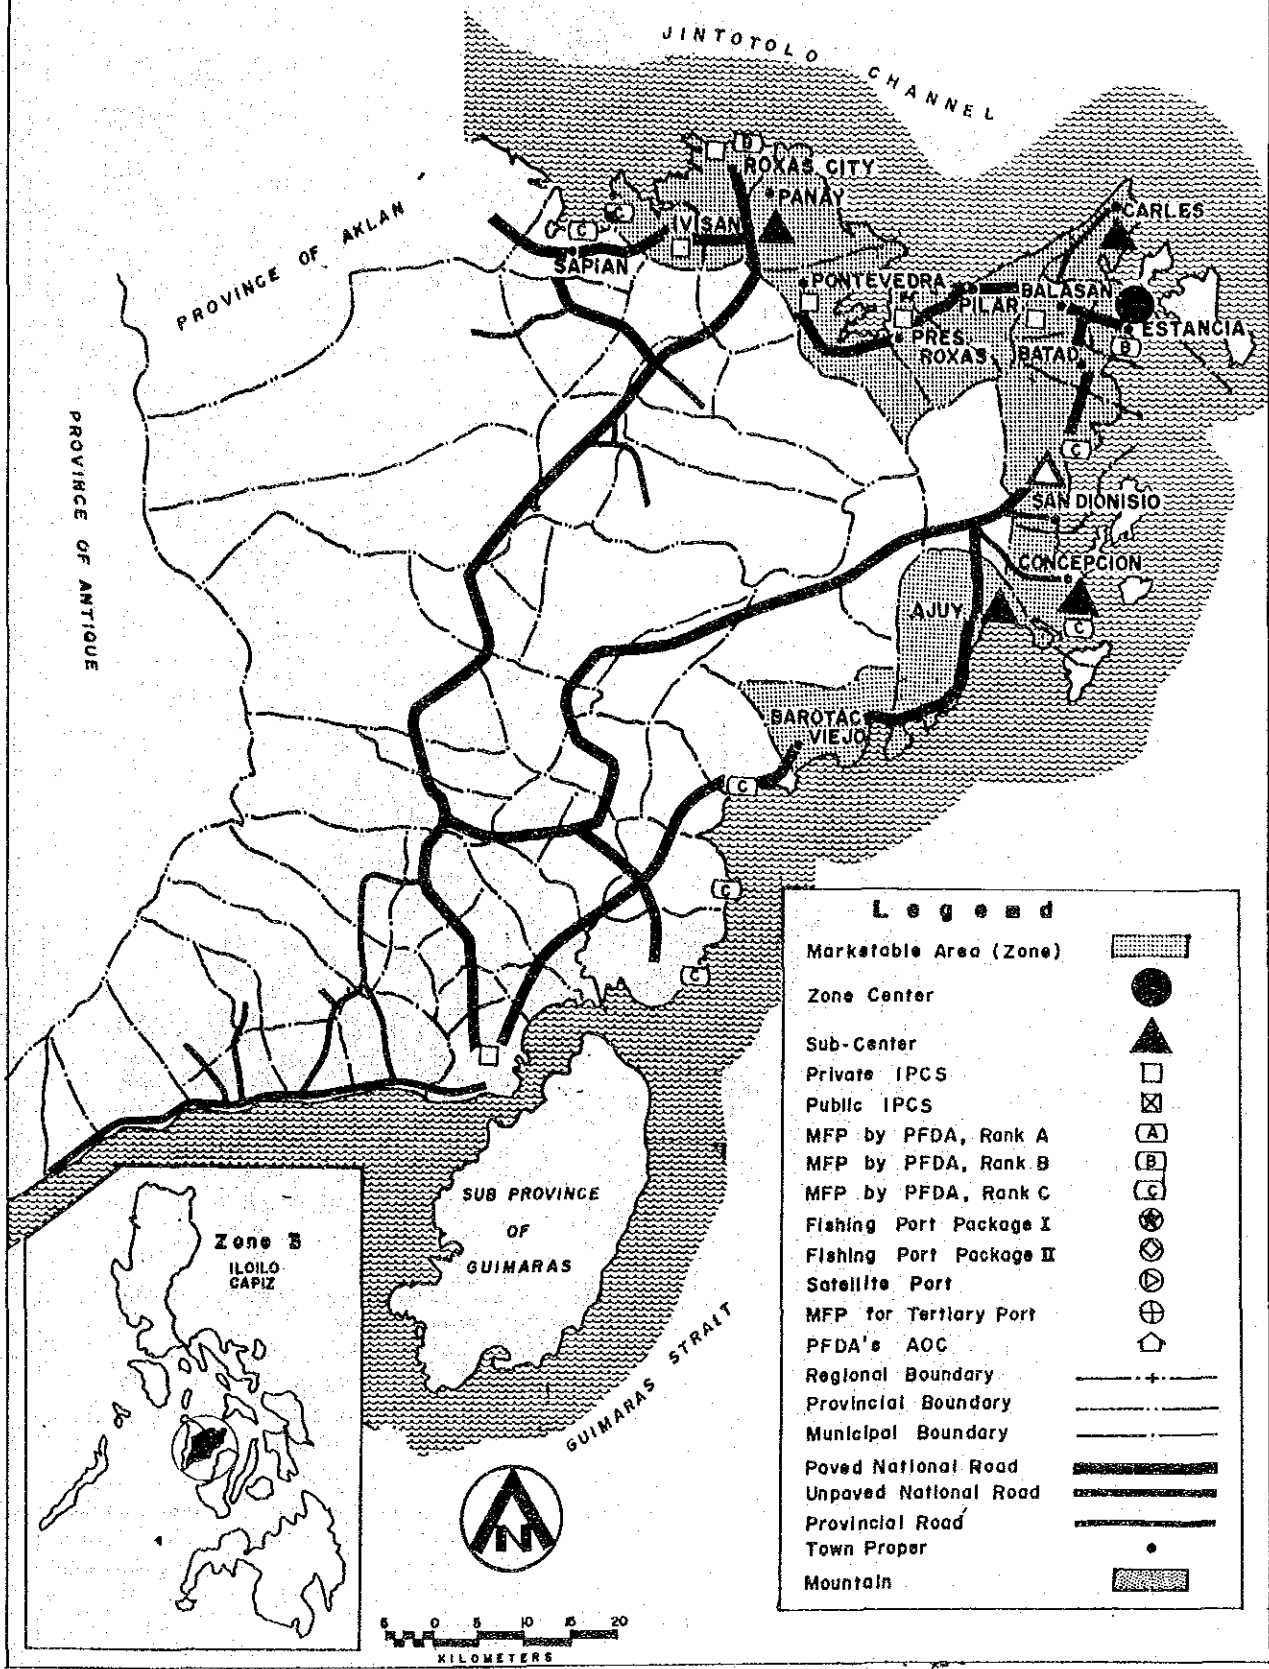 JINTOTOLO CHANNEL
B
ROXAS CITY
PANAY
CARLES
PROVINCE OF AKLAN
C
C
IVISAN
SAPIAN
PONTEVEDRA
PILAR
BALASAN
ESTANCIA
PRES.
ROXAS
BATAD
B
PROVINCE OF ANTIQUE
C
SAN DIONISIO
CONCEPCION
AJUY
C
BAROTAC
VIEJO
C
C
C
Legend
Marketable Area (Zone)
Zone Center
Sub-Center
Private IPCS
Public IPCS
MFP by PFDA, Rank A
A
MFP by PFDA, Rank B
B
MFP by PFDA, Rank C
C
Fishing Port Package I
Fishing Port Package II
Satellite Port
MFP for Tertiary Port
PFDA's AOC
Regional Boundary
Provincial Boundary
Municipal Boundary
Paved National Road
Unpaved National Road
Provincial Road
Town Proper
Mountain
SUB PROVINCE
OF
GUIMARAS
GUIMARAS STRAIT
ILOILO
CAPIZ
N
5 0 5 10 15 20
KILOMETERS